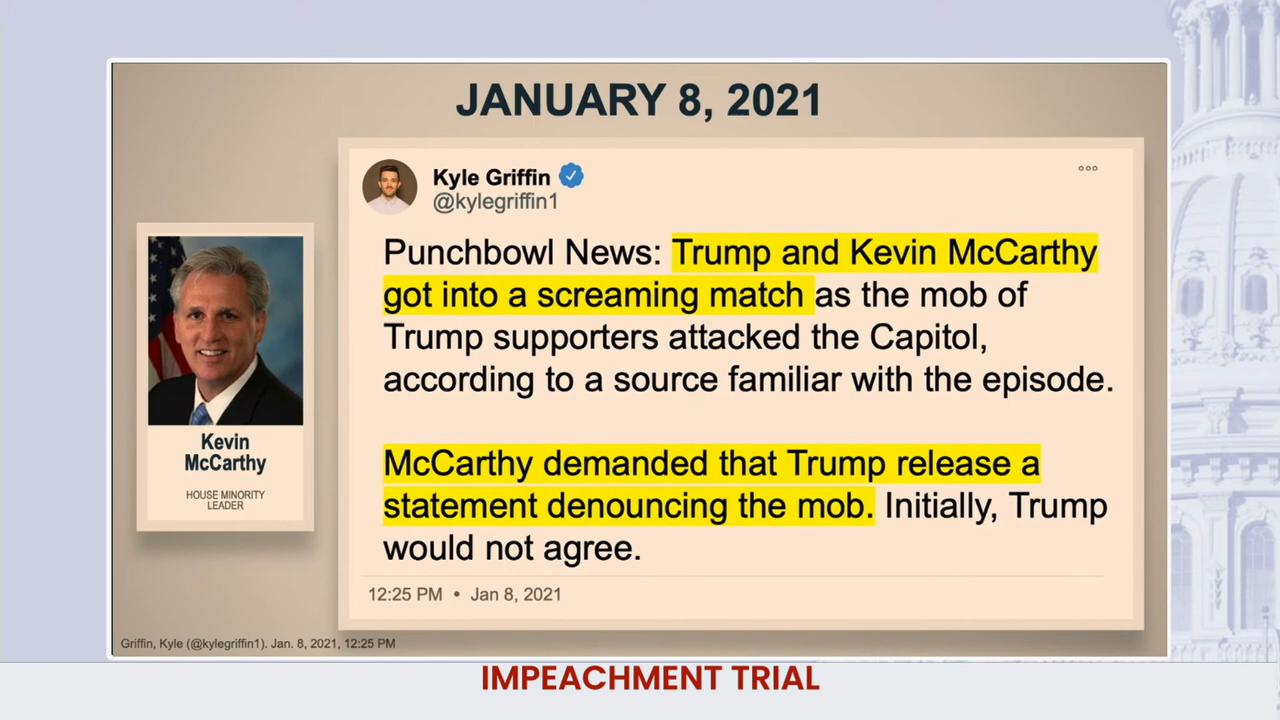 JANUARY 8, 2021
Kyle Griffin
@kylegriffin1
Punchbowl News: Trump and Kevin McCarthy
got into a screaming match as the mob of
Trump supporters attacked the Capitol,
according to a source familiar with the episode.
McCarthy demanded that Trump release a
statement denouncing the mob. Initially, Trump
would not agree.
12:25 PM • Jan 8, 2021
Kevin
McCarthy
HOUSE MINORITY
LEADER
Griffin, Kyle (@kylegriffin1). Jan. 8, 2021, 12:25 PM
IMPEACHMENT TRIAL